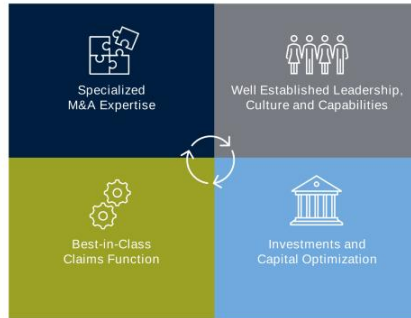 Specialized
M&A Expertise
Well Established Leadership,
Culture and Capabilities
Best-in-Class
Claims Function
Investments and
Capital Optimization